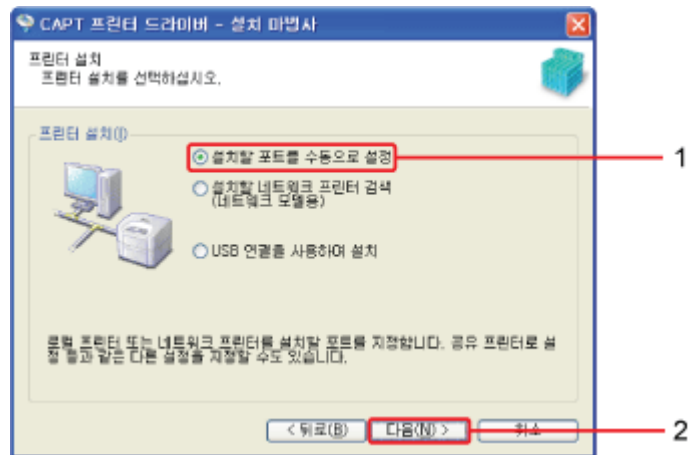 CAPT 프린터 드라이버 - 설치 마법사
프린터 설치
프린터 설치를 선택하십시오.
프린터 설치(I)
설치할 포트를 수동으로 설정
1
설치할 네트워크 프린터 검색
(네트워크 모델용)
USB 연결을 사용하여 설치
로컬 프린터 또는 네트워크 프린터를 설치할 포트를 지정합니다. 공유 프린터로 설
정 등과 같은 다른 설정을 지정할 수도 있습니다.
< 뒤로(B)
다음(N) >
취소
2